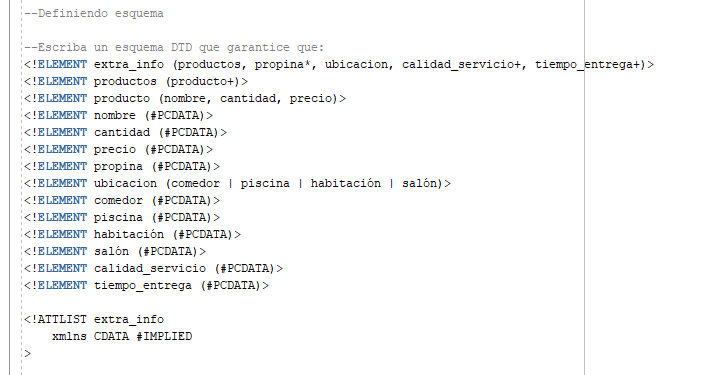 --Definiendo esquema
--Escriba un esquema DTD que garantice que:
<!ELEMENT extra_info (productos, propina*, ubicacion, calidad_servicio+, tiempo_entrega+)>
<!ELEMENT productos (producto+)>
<!ELEMENT producto (nombre, cantidad, precio)>
<!ELEMENT nombre (#PCDATA)>
<!ELEMENT cantidad (#PCDATA)>
<!ELEMENT precio (#PCDATA)>
<!ELEMENT propina (#PCDATA)>
<!ELEMENT ubicacion (comedor | piscina | habitación | salón)>
<!ELEMENT comedor (#PCDATA)>
<!ELEMENT piscina (#PCDATA)>
<!ELEMENT habitación (#PCDATA)>
<!ELEMENT salón (#PCDATA)>
<!ELEMENT calidad_servicio (#PCDATA)>
<!ELEMENT tiempo_entrega (#PCDATA)>
<!ATTLIST extra_info
xmlns CDATA #IMPLIED
>